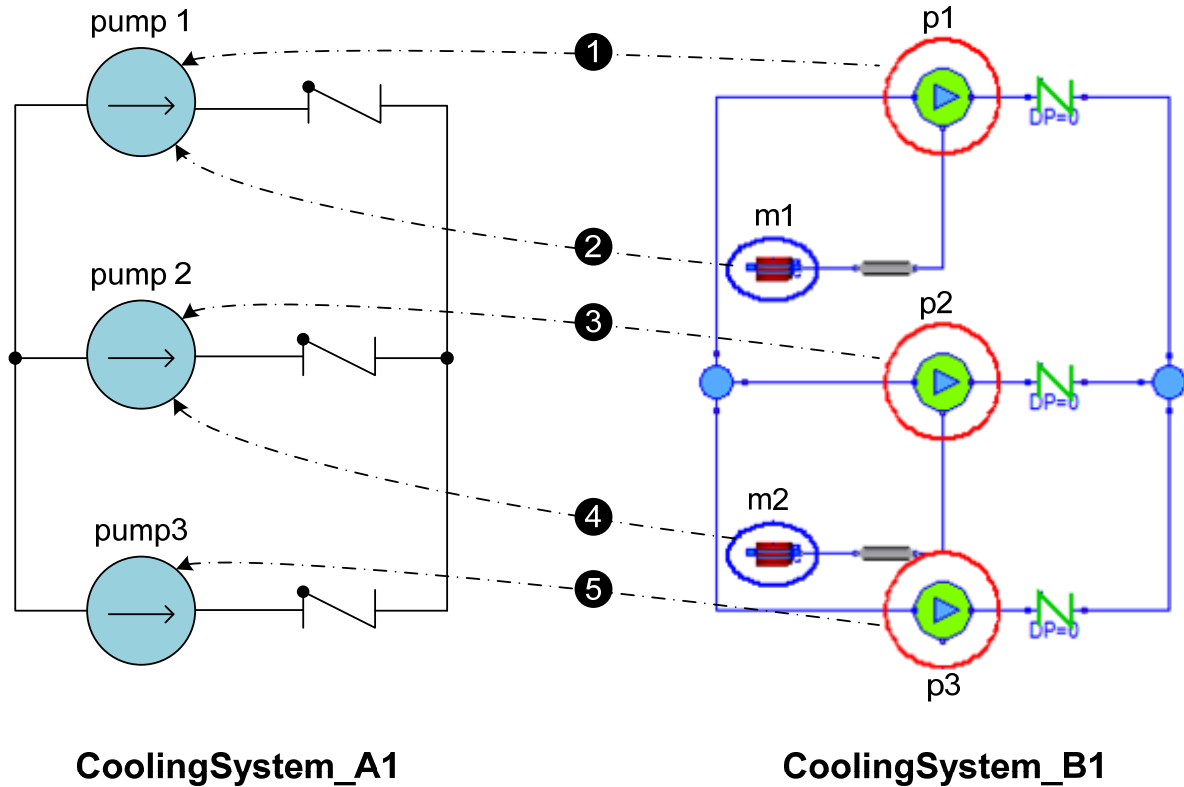 pump 1
p1
1
DP=0
2
m1
pump 2
p2
3
DP=0
4
m2
pump3
5
DP=0
p3
CoolingSystem_A1
CoolingSystem_B1